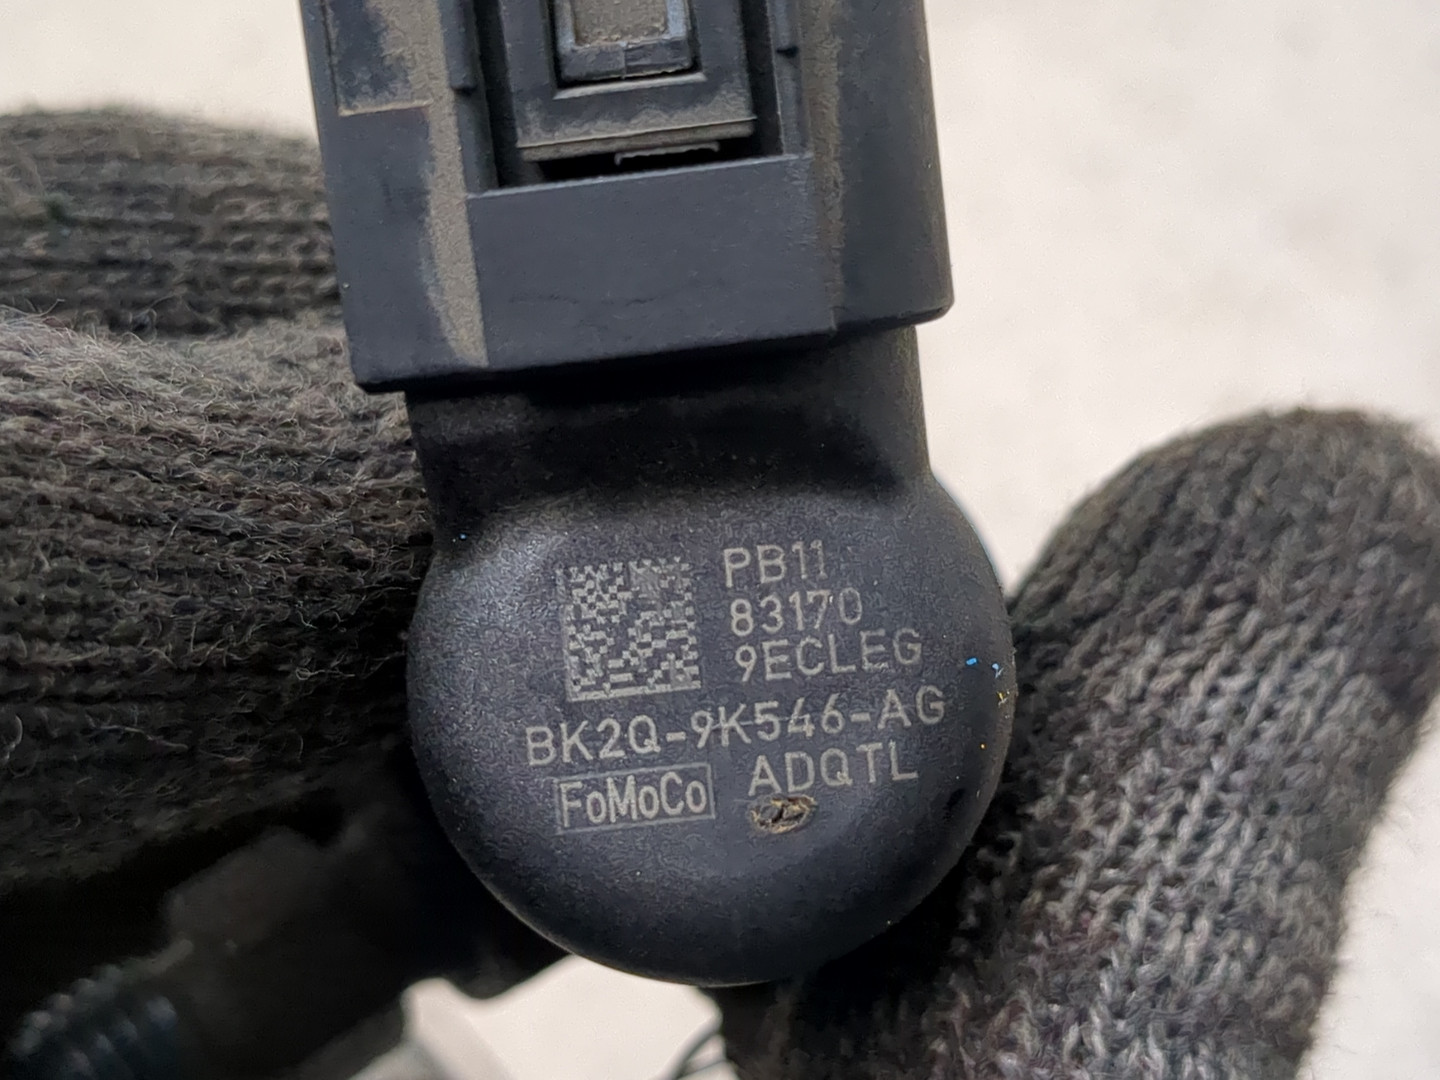 PB11
83170
9ECLEG
BK2Q-9K546-AG
FoMoCo ADQTL